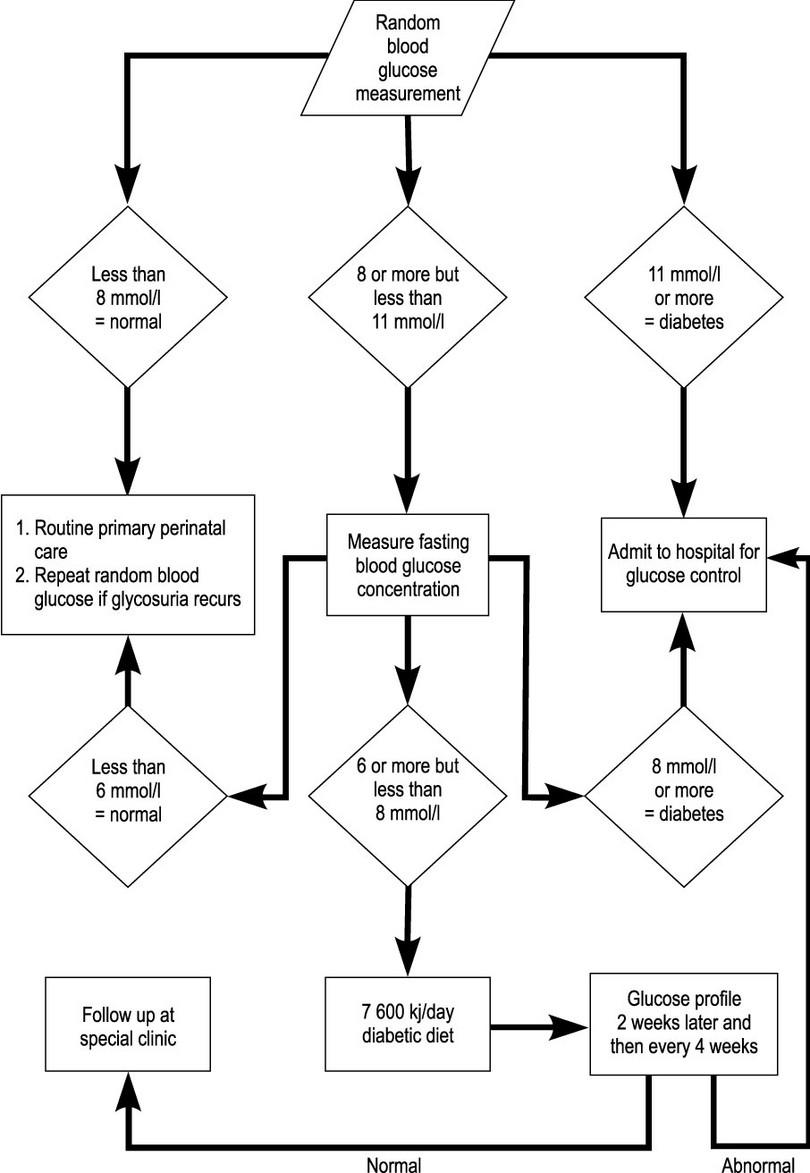 Random
blood
glucose
measurement
Less than
8 mmol/l
= normal
8 or more but
less than
11 mmol/l
11 mmol/l
or more
= diabetes
1. Routine primary perinatal
care
2. Repeat random blood
glucose if glycosuria recurs
Measure fasting
blood glucose
concentration
Admit to hospital for
glucose control
Less than
6 mmol/l
= normal
6 or more but
less than
8 mmol/l
8 mmol/l
or more
= diabetes
Follow up at
special clinic
7 600 kj/day
diabetic diet
Glucose profile
2 weeks later and
then every 4 weeks
Normal
Abnormal